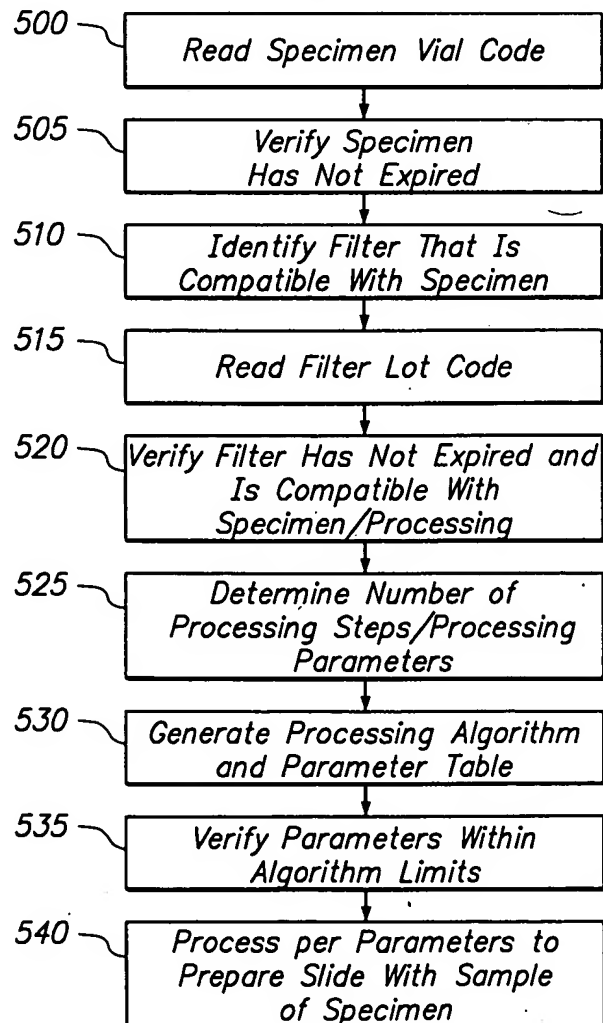 500
Read Specimen Vial Code
505
Verify Specimen
Has Not Expired
510
Identify Filter That Is
Compatible With Specimen
515
Read Filter Lot Code
520
Verify Filter Has Not Expired and
Is Compatible With
Specimen/Processing
525
Determine Number of
Processing Steps/Processing
Parameters
530
Generate Processing Algorithm
and Parameter Table
535
Verify Parameters Within
Algorithm Limits
540
Process per Parameters to
Prepare Slide With Sample
of Specimen